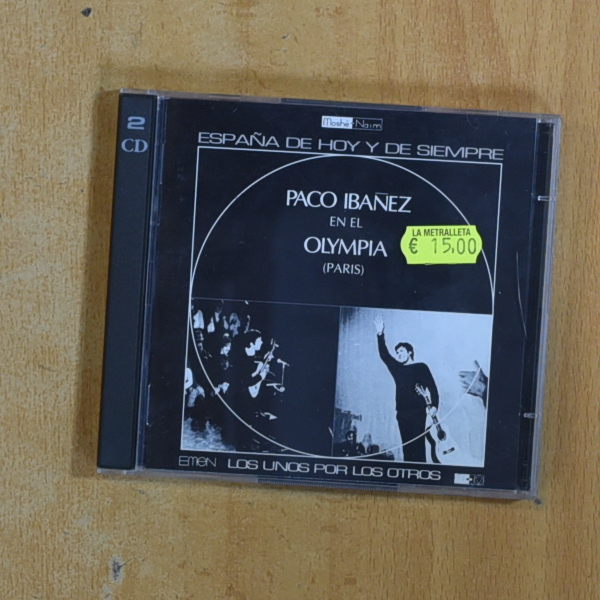 2
CD
Moshé-Naïm
ESPAÑA DE HOY Y DE SIEMPRE
PACO IBAÑEZ
EN EL
OLYMPIA
(PARIS)
LA METRALLETA
€ 15,00
EMEN LOS UNOS POR LOS OTROS